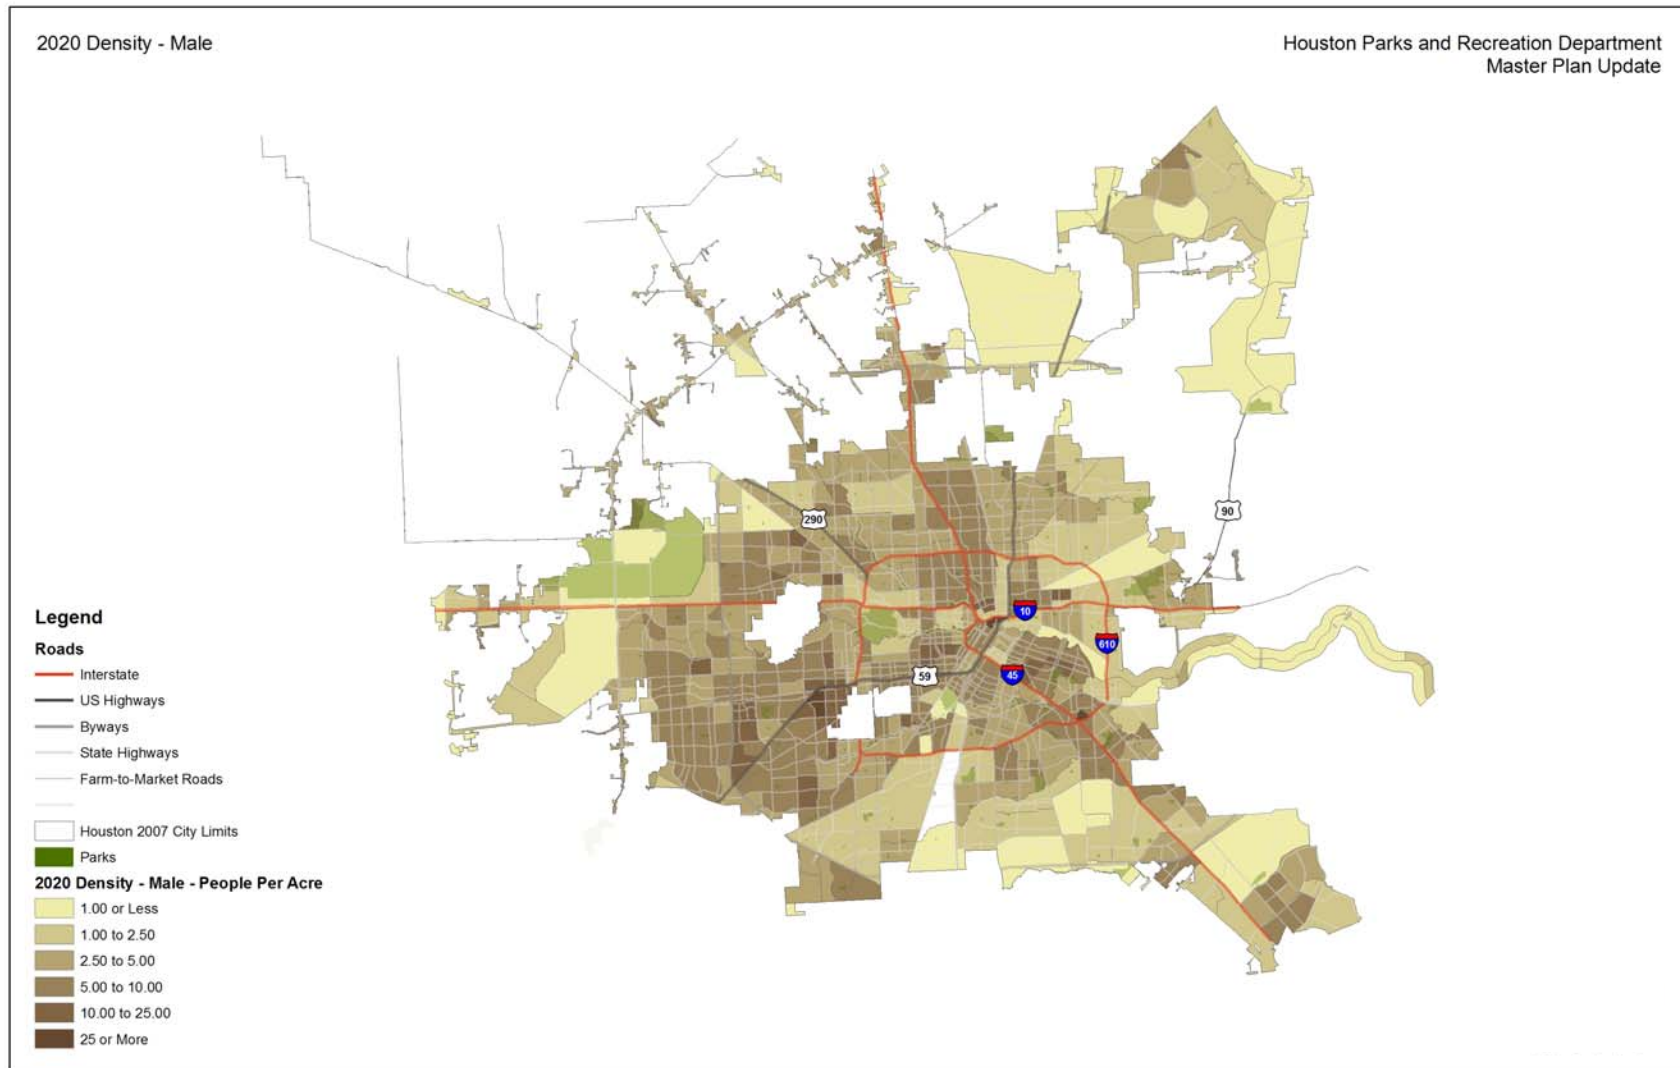 2020 Density - Male
Houston Parks and Recreation Department
Master Plan Update
290
90
10
610
59
45
Legend
Roads
Interstate
US Highways
Byways
State Highways
Farm-to-Market Roads
Houston 2007 City Limits
Parks
2020 Density - Male - People Per Acre
1.00 or Less
1.00 to 2.50
2.50 to 5.00
5.00 to 10.00
10.00 to 25.00
25 or More